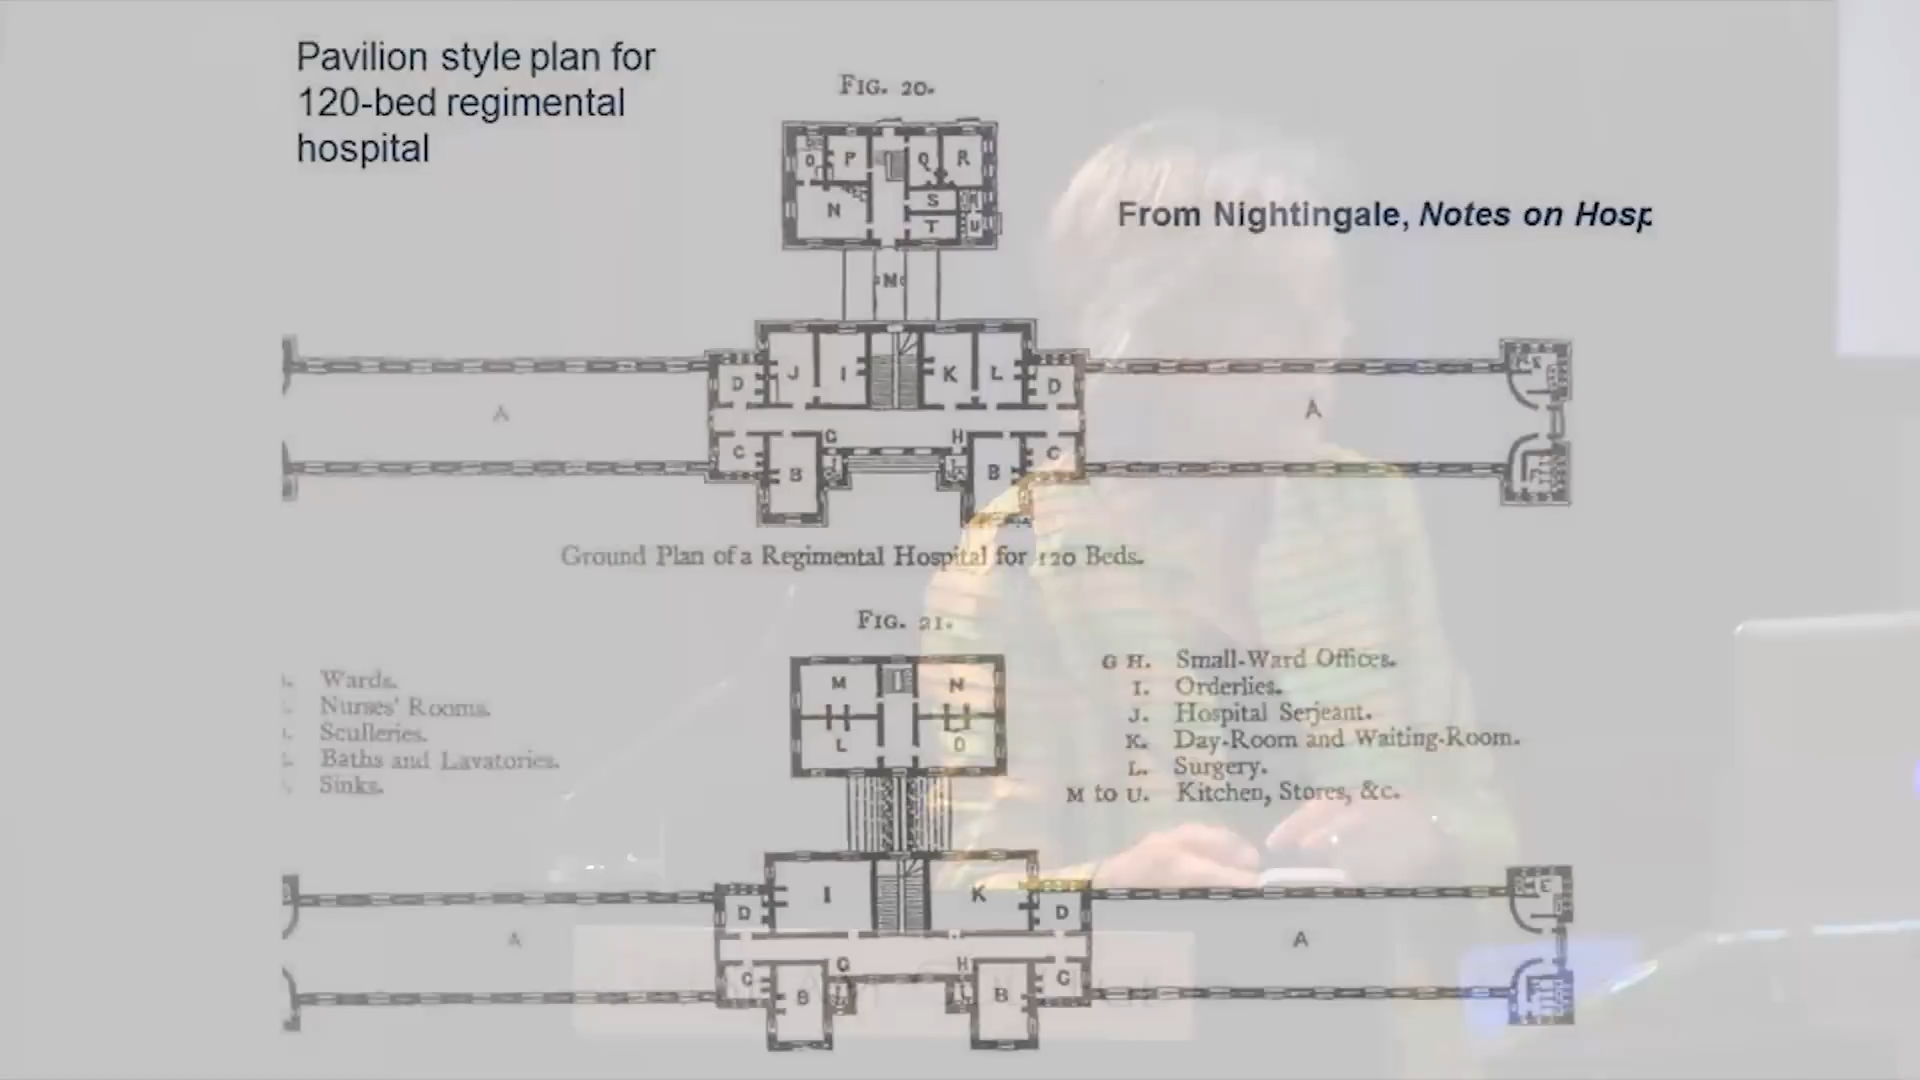 Pavilion style plan for
120-bed regimental
hospital
FIG. 20.
From Nightingale, Notes on Hosp
O P Q R
N S
T U
M
D J I K L D
A A
G H
C B B C
Ground Plan of a Regimental Hospital for 120 Beds.
FIG. 21.
Wards.
Nurses' Rooms.
Sculleries.
Baths and Lavatories.
Sinks.
G H. Small-Ward Offices.
I. Orderlies.
J. Hospital Serjeant.
K. Day-Room and Waiting-Room.
L. Surgery.
M to U. Kitchen, Stores, &c.
M N
L O
I K E
D D
A A
G H
C B B C